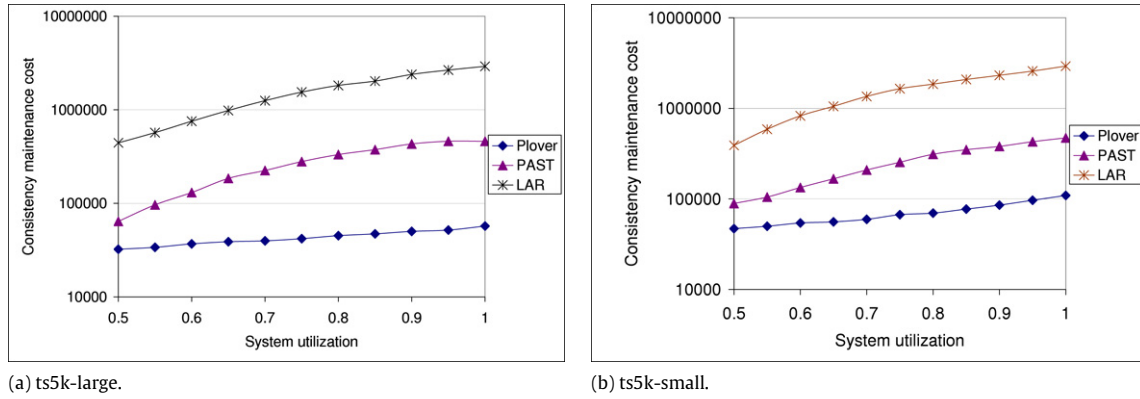 10000000
1000000
100000
10000
Consistency maintenance cost
0.5 0.6 0.7 0.8 0.9 1
System utilization
Plover
PAST
LAR
(a) ts5k-large.
10000000
1000000
100000
10000
Consistency maintenance cost
0.5 0.6 0.7 0.8 0.9 1
System utilization
Plover
PAST
LAR
(b) ts5k-small.